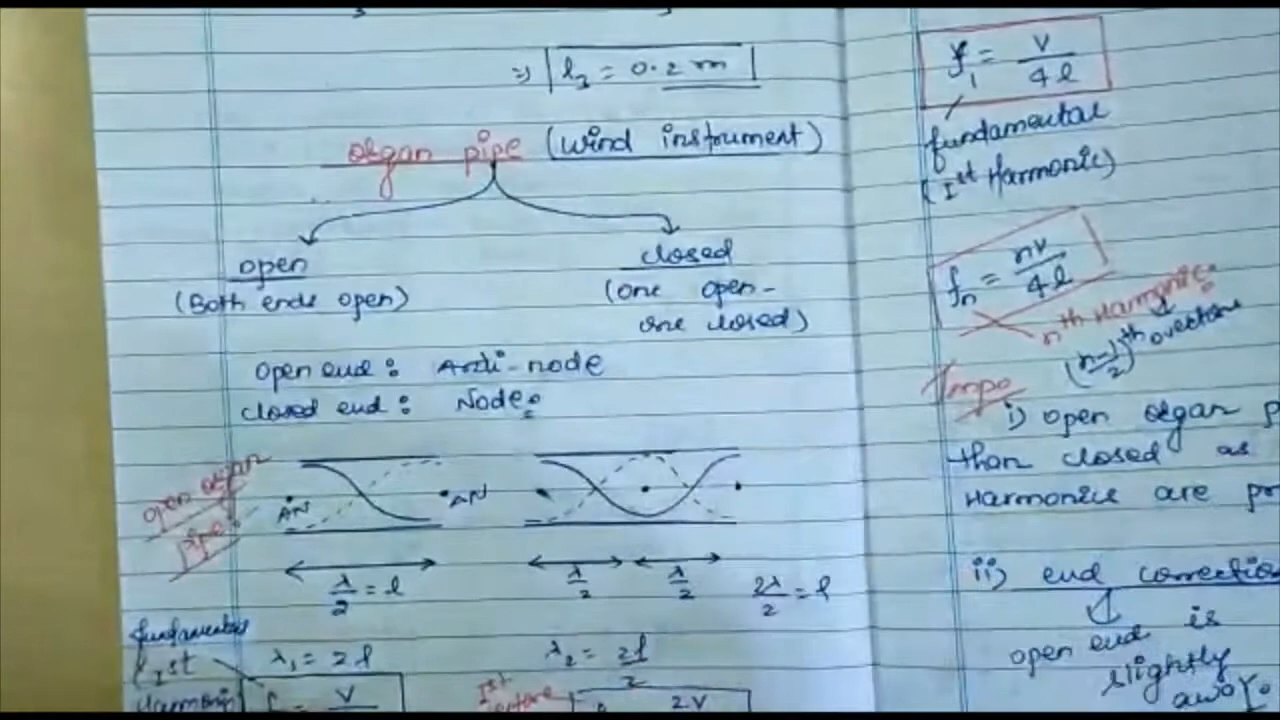 => l₃ = 0.2 m
organ pipe (Wind instrument)
open
(Both ends open)
closed
(one open-
one closed)
open end : Anti-node
closed end : Node:
open organ
pipe:
AN
AN
λ/2 = l
λ/2
λ/2
2λ/2 = l
fundamental
(Ist
Harmonic
λ₁ = 2l
V
λ₂ = 2l/2
Ist
2V
f₁ = V/4l
fundamental
(Ist Harmonic)
fn = nV/4l
nth Harmonic:
(n-1/2)th overtone
Impo
i) open organ p
than closed as
Harmonics are pr
ii) end correctio
open end is
slightly
away.